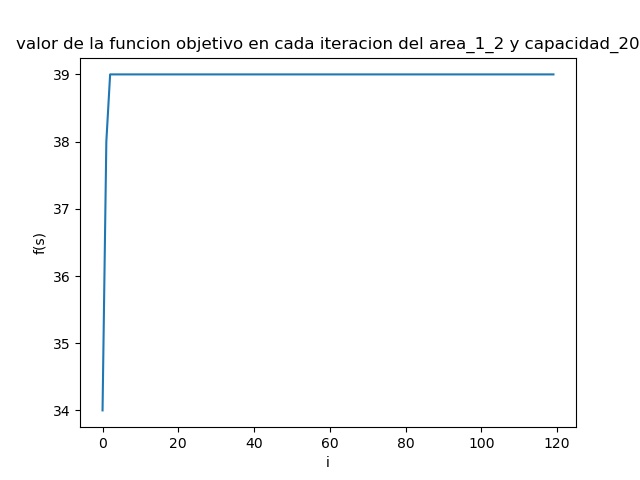 valor de la funcion objetivo en cada iteracion del area_1_2 y capacidad_20
39
38
37
36
35
34
f(s)
0 20 40 60 80 100 120
i